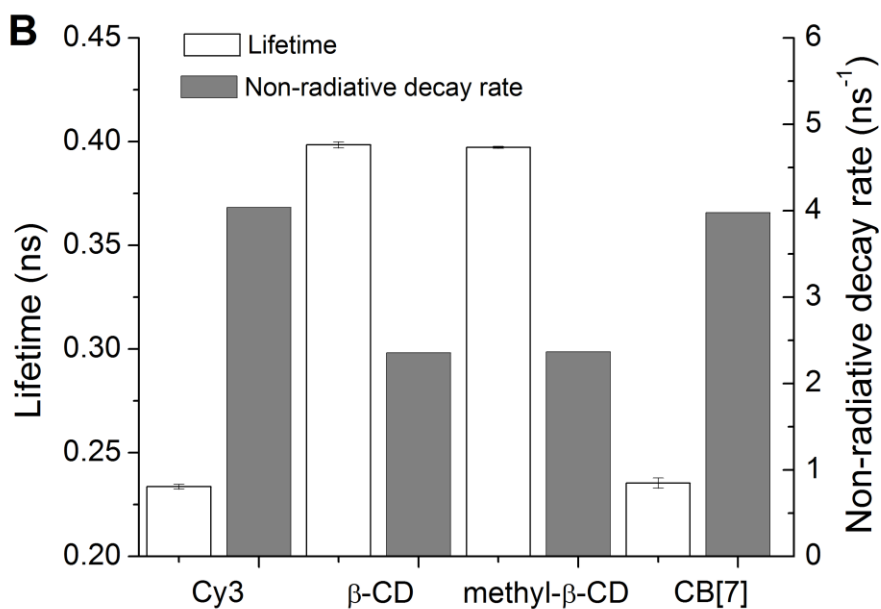 B
Lifetime
Non-radiative decay rate
Lifetime (ns)
0.45
0.40
0.35
0.30
0.25
0.20
6
5
4
3
2
1
0
Non-radiative decay rate (ns⁻¹)
Cy3 β-CD methyl-β-CD CB[7]